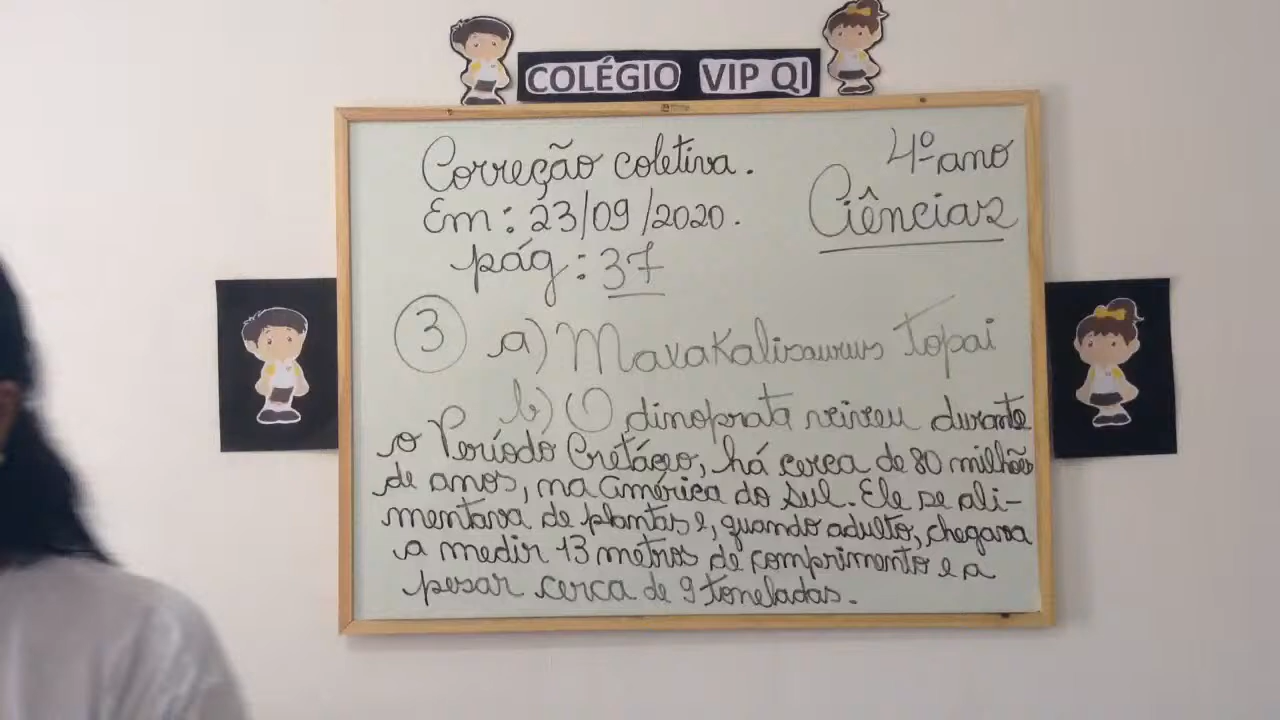 COLÉGIO VIP QI
Correção coletiva.
4º ano
Em: 23/09/2020.
Ciências
pág: 37
3 a) Maxakalisaurus topai
b) O dinoprata viveu durante
o Período Cretáceo, há cerca de 80 milhões
de anos, na América do Sul. Ele se ali-
mentava de plantas e, quando adulto, chegava
a medir 13 metros de comprimento e a
pesar cerca de 9 toneladas.